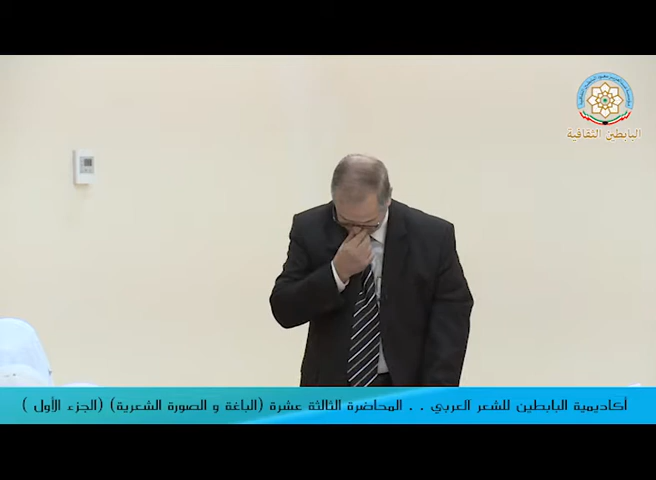 البابطين الثقافية
أكاديمية البابطين للشعر العربي . . المحاضرة الثالثة عشرة (الباغة و الصورة الشعرية) (الجزء الأول )